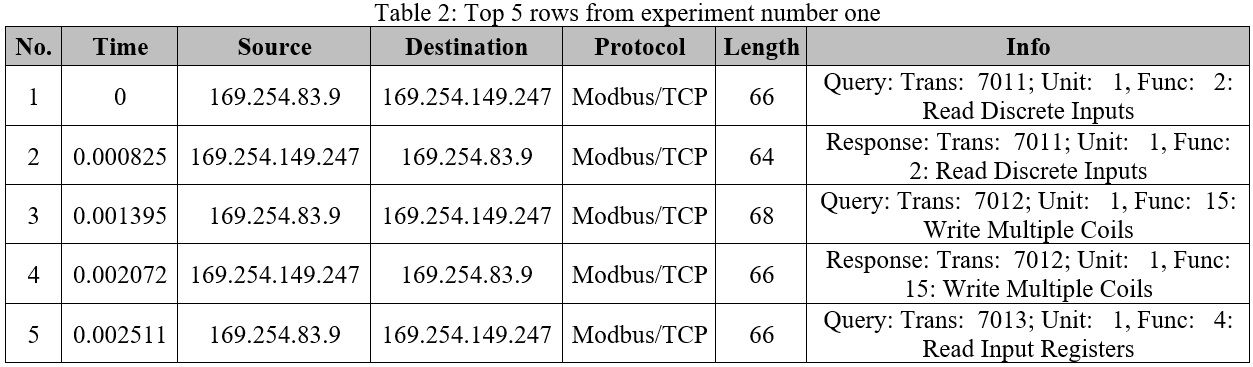 Table 2: Top 5 rows from experiment number one
No. Time Source Destination Protocol Length Info
1 0 169.254.83.9 169.254.149.247 Modbus/TCP 66 Query: Trans: 7011; Unit: 1, Func: 2:
Read Discrete Inputs
2 0.000825 169.254.149.247 169.254.83.9 Modbus/TCP 64 Response: Trans: 7011; Unit: 1, Func:
2: Read Discrete Inputs
3 0.001395 169.254.83.9 169.254.149.247 Modbus/TCP 68 Query: Trans: 7012; Unit: 1, Func: 15:
Write Multiple Coils
4 0.002072 169.254.149.247 169.254.83.9 Modbus/TCP 66 Response: Trans: 7012; Unit: 1, Func:
15: Write Multiple Coils
5 0.002511 169.254.83.9 169.254.149.247 Modbus/TCP 66 Query: Trans: 7013; Unit: 1, Func: 4:
Read Input Registers